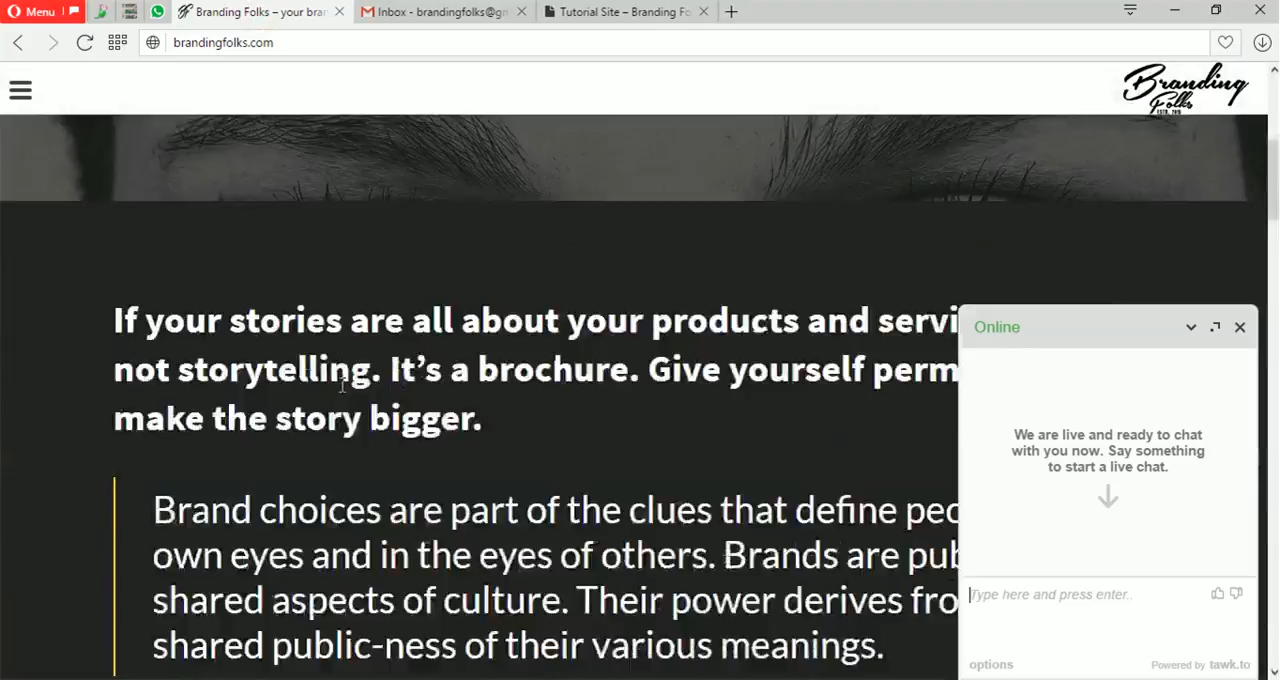 Menu
Branding Folks – your bran
Inbox - brandingfolks@gm
Tutorial Site – Branding Fo
brandingfolks.com
Branding
Folks
ESTD. 2016
If your stories are all about your products and servi
not storytelling. It’s a brochure. Give yourself perm
make the story bigger.
Brand choices are part of the clues that define peo
own eyes and in the eyes of others. Brands are pub
shared aspects of culture. Their power derives fro
shared public-ness of their various meanings.
Online
We are live and ready to chat
with you now. Say something
to start a live chat.
Type here and press enter..
options
Powered by tawk.to